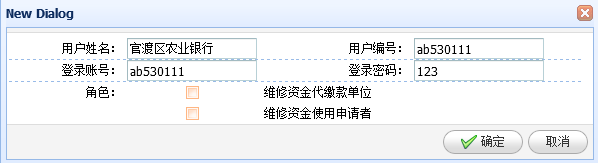 New Dialog
用户姓名： 官渡区农业银行 用户编号： ab530111
登录账号： ab530111 登录密码： 123
角色： 维修资金代缴款单位
维修资金使用申请者
确定 取消